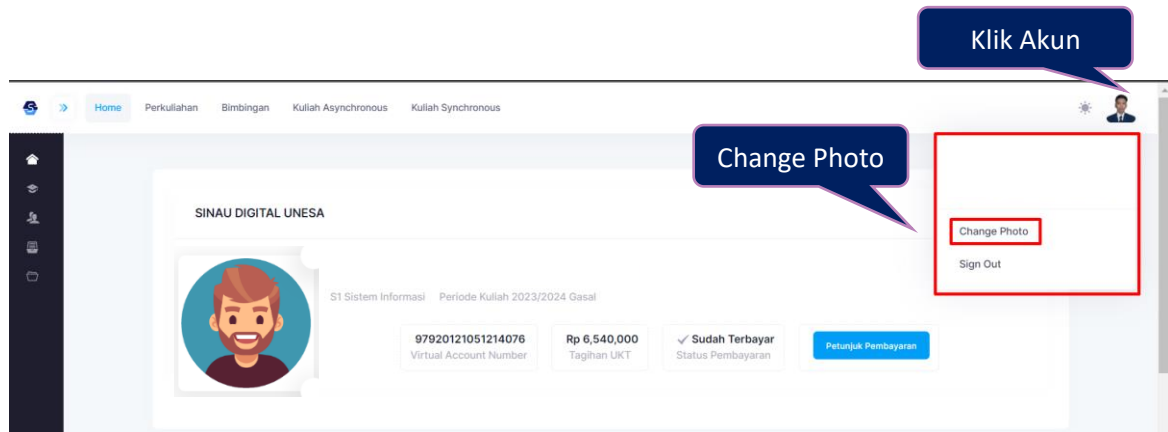 Klik Akun
Home Perkuliahan Bimbingan Kuliah Asynchronous Kuliah Synchronous
Change Photo
SINAU DIGITAL UNESA
Change Photo
Sign Out
S1 Sistem Informasi Periode Kuliah 2023/2024 Gasal
97920121051214076 Rp 6,540,000 Sudah Terbayar
Virtual Account Number Tagihan UKT Status Pembayaran
Petunjuk Pembayaran